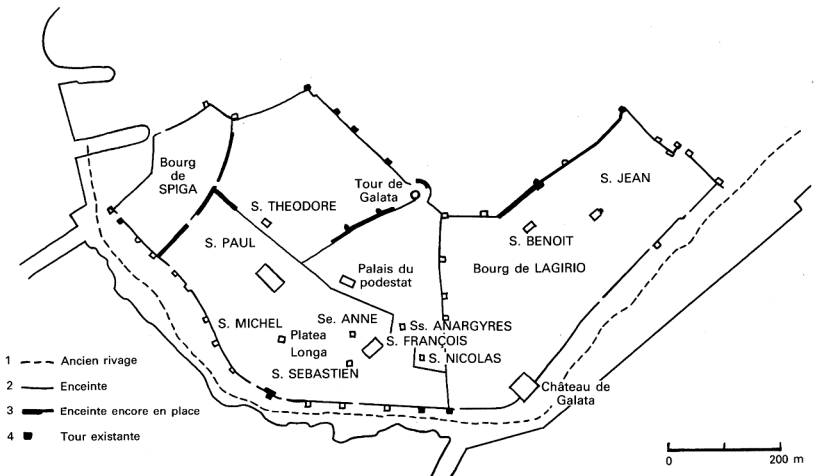 Bourg
de
SPIGA
S. THEODORE
Tour de
Galata
S. JEAN
S. PAUL
S. BENOIT
Bourg de LAGIRIO
Palais du
podestat
S. MICHEL
Platea
Longa
Se. ANNE
Ss. ANARGYRES
S. FRANÇOIS
S. NICOLAS
S. SEBASTIEN
Château de
Galata
1 Ancien rivage
2 Enceinte
3 Enceinte encore en place
4 Tour existante
0 200 m